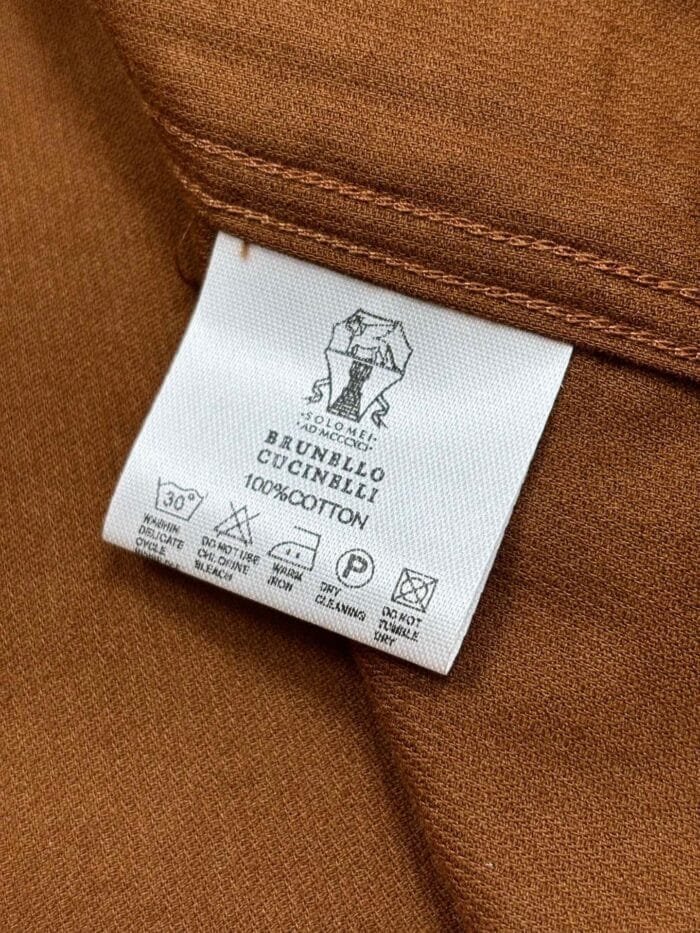 ·SOLOMEI·
·AD·MCCCXCI·
BRUNELLO
CUCINELLI
100%COTTON
30°
WASH IN
DELICATE
CYCLE
DO NOT USE
CHLORINE
BLEACH
WARM
IRON
P
DRY
CLEANING
DO NOT
TUMBLE
DRY